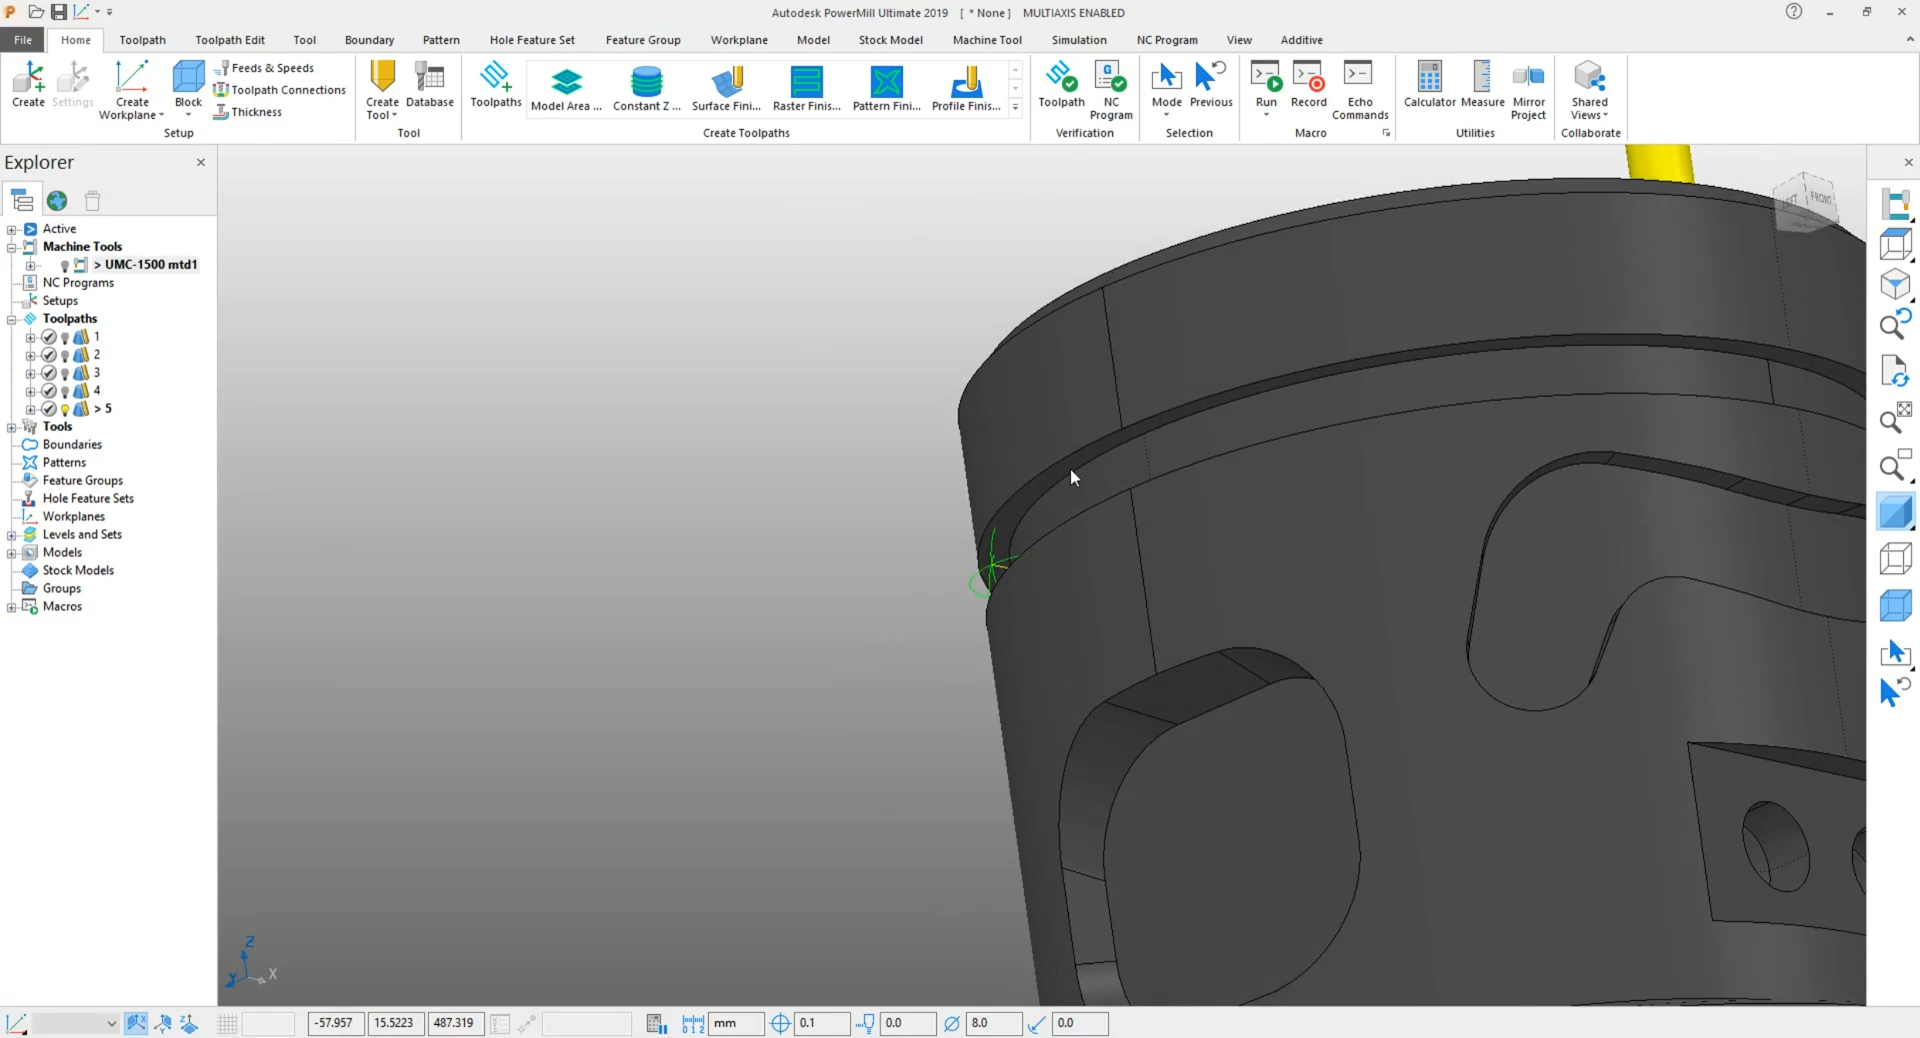 Autodesk PowerMill Ultimate 2019 [ * None ] MULTIAXIS ENABLED
File Home Toolpath Toolpath Edit Tool Boundary Pattern Hole Feature Set Feature Group Workplane Model Stock Model Machine Tool Simulation NC Program View Additive
Create Settings Create Workplane Block
Feeds & Speeds
Toolpath Connections
Thickness
Create Tool Database
Toolpaths Model Area ... Constant Z ... Surface Fini... Raster Finis... Pattern Fini... Profile Finis...
Toolpath NC Program
Mode Previous
Run Record Echo Commands
Calculator Measure Mirror Project
Shared Views
Setup Tool Create Toolpaths Verification Selection Macro Utilities Collaborate
Explorer
Active
Machine Tools
> UMC-1500 mtd1
NC Programs
Setups
Toolpaths
1
2
3
4
> 5
Tools
Boundaries
Patterns
Feature Groups
Hole Feature Sets
Workplanes
Levels and Sets
Models
Stock Models
Groups
Macros
LEFT FRONT
Z
Y X
-57.957 15.5223 487.319 mm 0.1 0.0 8.0 0.0